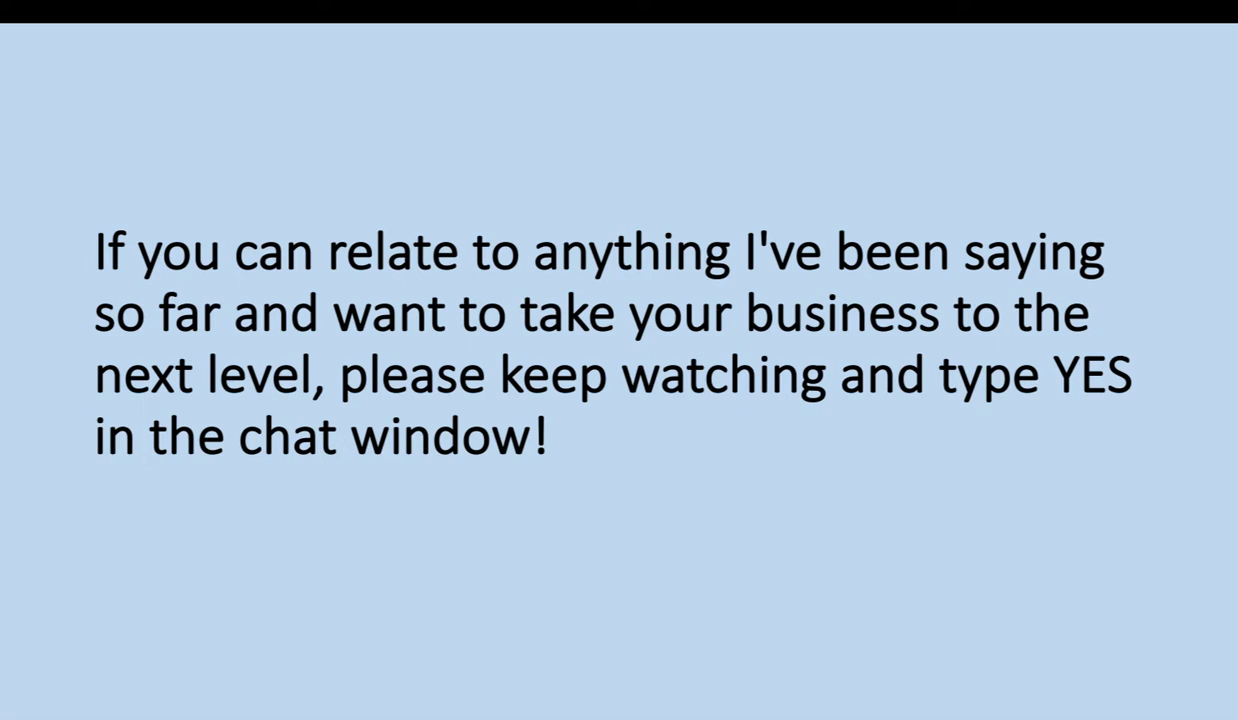 If you can relate to anything I've been saying
so far and want to take your business to the
next level, please keep watching and type YES
in the chat window!